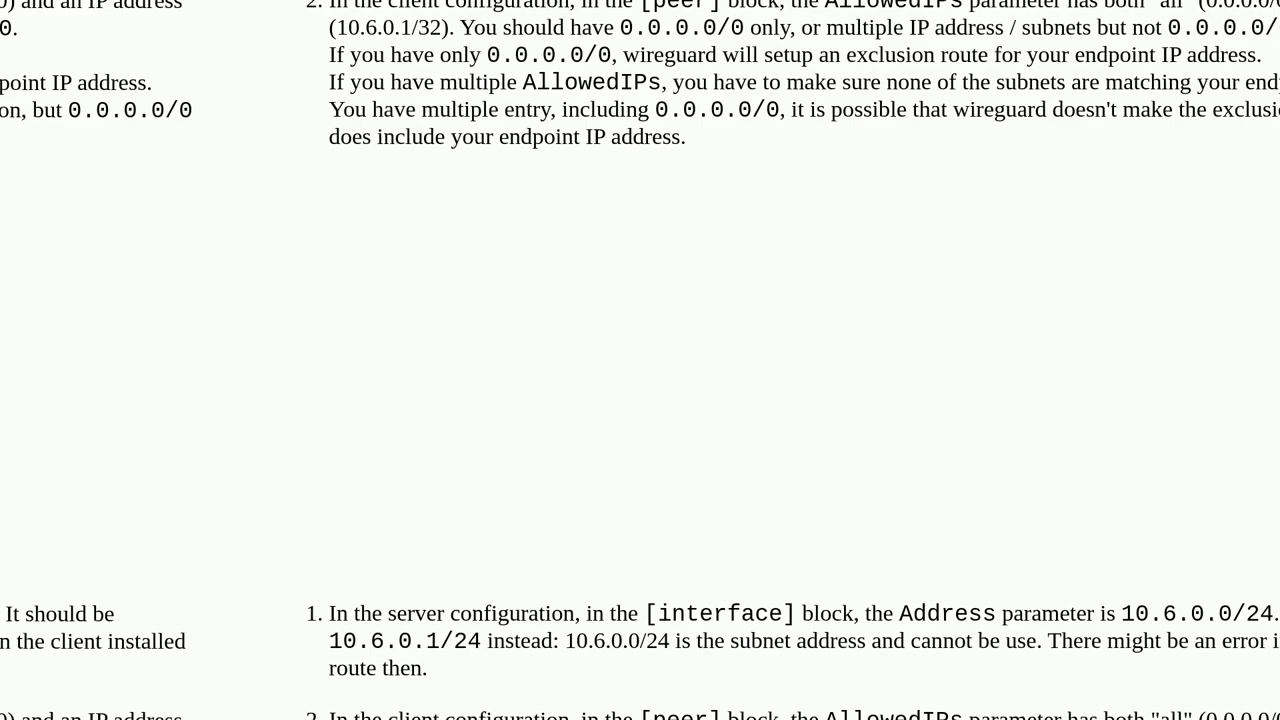 0) and an IP address
0.
point IP address.
on, but 0.0.0.0/0
2. In the client configuration, in the [peer] block, the AllowedIPs parameter has both "all" (0.0.0.0/0
(10.6.0.1/32). You should have 0.0.0.0/0 only, or multiple IP address / subnets but not 0.0.0.0/
If you have only 0.0.0.0/0, wireguard will setup an exclusion route for your endpoint IP address.
If you have multiple AllowedIPs, you have to make sure none of the subnets are matching your end
You have multiple entry, including 0.0.0.0/0, it is possible that wireguard doesn't make the exclusi
does include your endpoint IP address.
It should be
n the client installed
0) and an IP address
1. In the server configuration, in the [interface] block, the Address parameter is 10.6.0.0/24.
10.6.0.1/24 instead: 10.6.0.0/24 is the subnet address and cannot be use. There might be an error i
route then.
2. In the client configuration, in the [peer] block, the AllowedIPs parameter has both "all" (0.0.0.0/